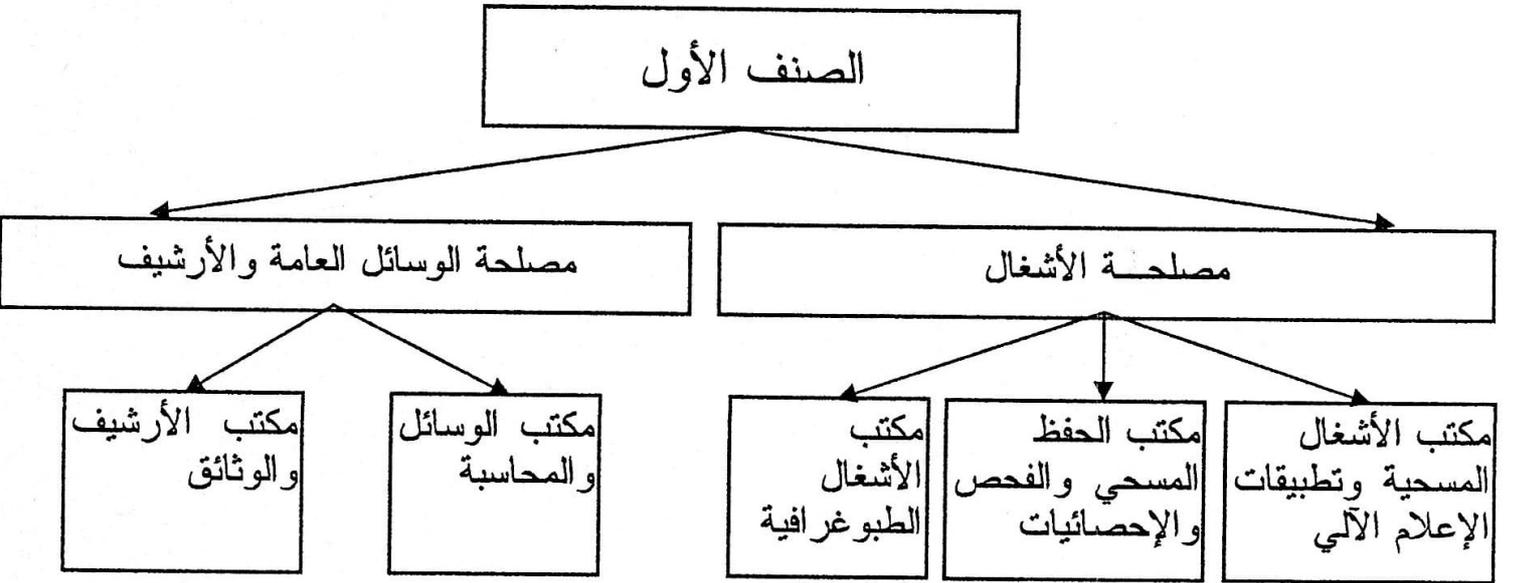 الصنف الأول
مصلحة الأشغال
مصلحة الوسائل العامة والأرشيف
مكتب الأشغال
المسحية وتطبيقات
الإعلام الآلي
مكتب الحفظ
المسحي والفحص
والإحصائيات
مكتب
الأشغال
الطبوغرافية
مكتب الوسائل
والمحاسبة
مكتب الأرشيف
والوثائق